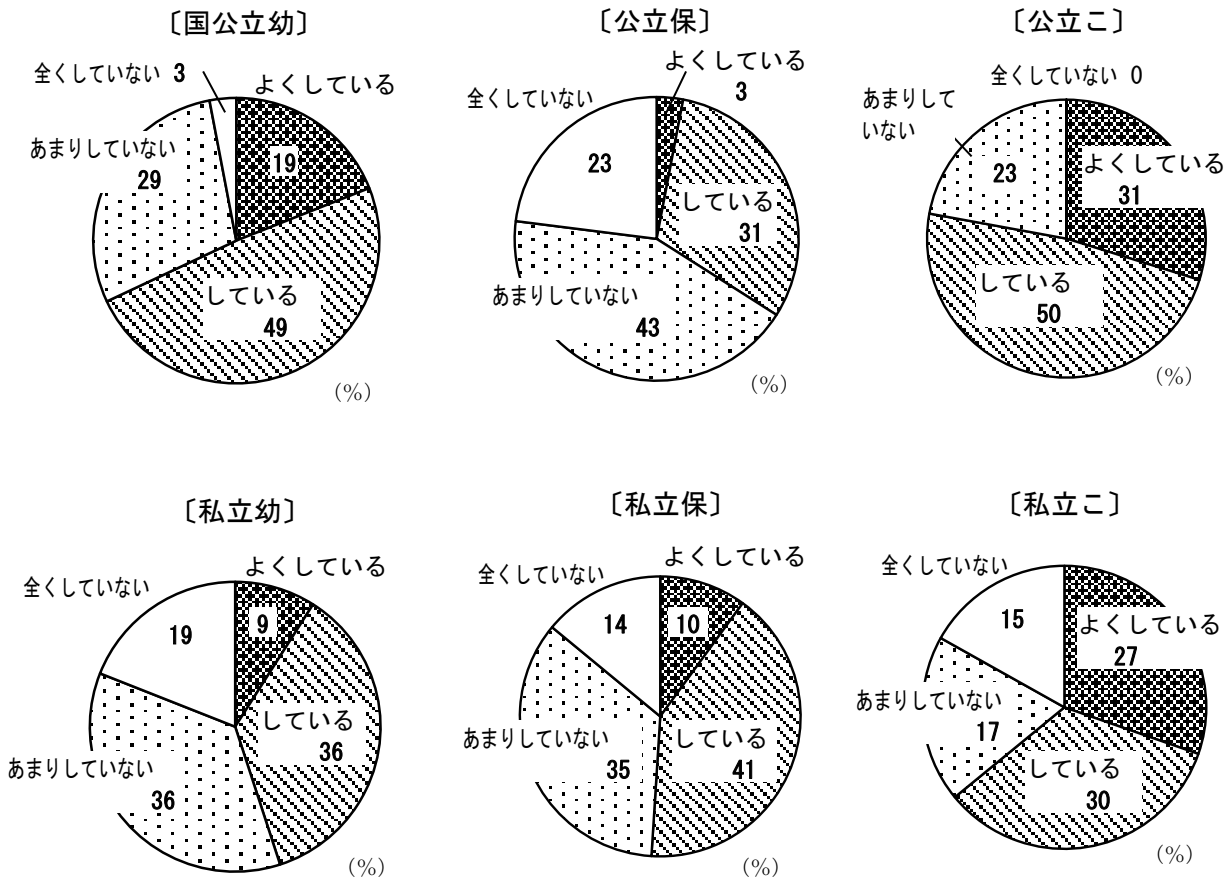 〔国公立幼〕
全くしていない 3
よくしている
19
あまりしていない
29
している
49
(%)
〔公立保〕
よくしている
3
全くしていない
23
している
31
あまりしていない
43
(%)
〔公立こ〕
全くしていない 0
あまりして
いない
23
よくしている
31
している
50
(%)
〔私立幼〕
よくしている
9
全くしていない
19
している
36
あまりしていない
36
(%)
〔私立保〕
よくしている
10
全くしていない
14
あまりしていない
35
している
41
(%)
〔私立こ〕
全くしていない
15
よくしている
27
あまりしていない
17
している
30
(%)